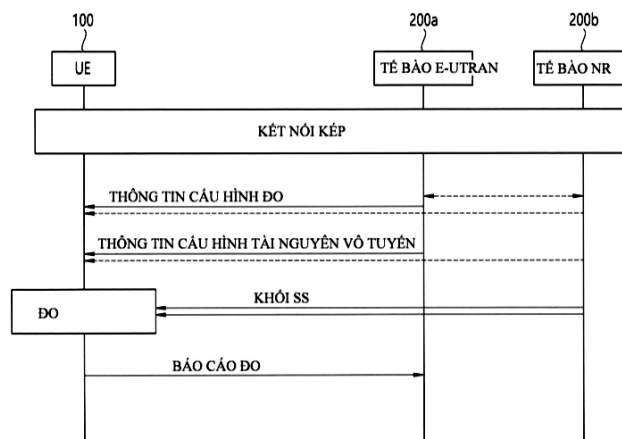 100 200a 200b
UE TẾ BÀO E-UTRAN TẾ BÀO NR
KẾT NỐI KÉP
THÔNG TIN CẤU HÌNH ĐO
THÔNG TIN CẤU HÌNH TÀI NGUYÊN VÔ TUYẾN
KHỐI SS
ĐO
BÁO CÁO ĐO